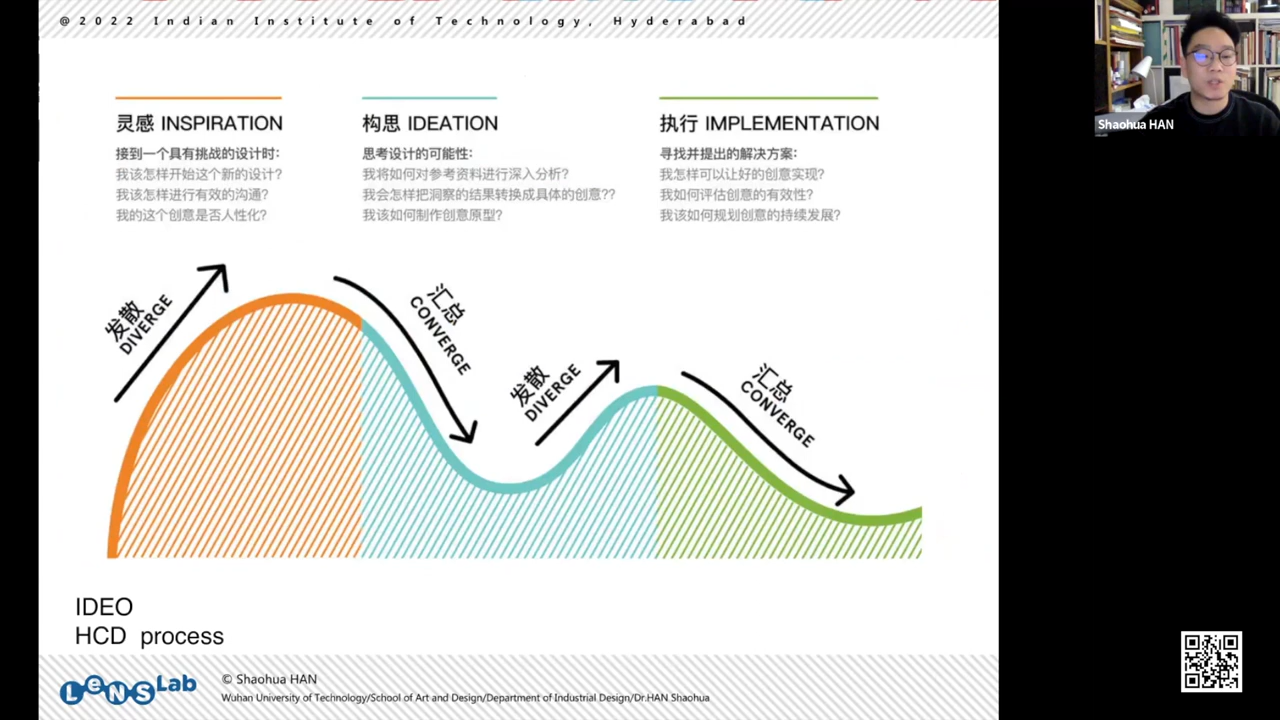 @ 2022 Indian Institute of Technology, Hyderabad
Shaohua HAN
灵感 INSPIRATION
接到一个具有挑战的设计时:
我该怎样开始这个新的设计?
我该怎样进行有效的沟通?
我的这个创意是否人性化?
构思 IDEATION
思考设计的可能性:
我将如何对参考资料进行深入分析?
我会怎样把洞察的结果转换成具体的创意??
我该如何制作创意原型?
执行 IMPLEMENTATION
寻找并提出的解决方案:
我怎样可以让好的创意实现?
我如何评估创意的有效性?
我该如何规划创意的持续发展?
发散
DIVERGE
汇总
CONVERGE
发散
DIVERGE
汇总
CONVERGE
IDEO
HCD process
LeNS Lab
© Shaohua HAN
Wuhan University of Technology/School of Art and Design/Department of Industrial Design/Dr.HAN Shaohua